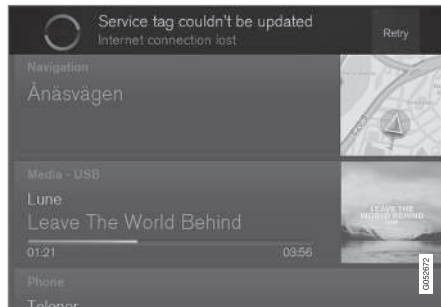 Service tag couldn't be updated
Internet connection lost
Retry
Navigation
Ånäsvägen
Media - USB
Lune
Leave The World Behind
01:21
03:56
LEAVE THE
WORLD BEHIND
Phone
Telenor
G052672